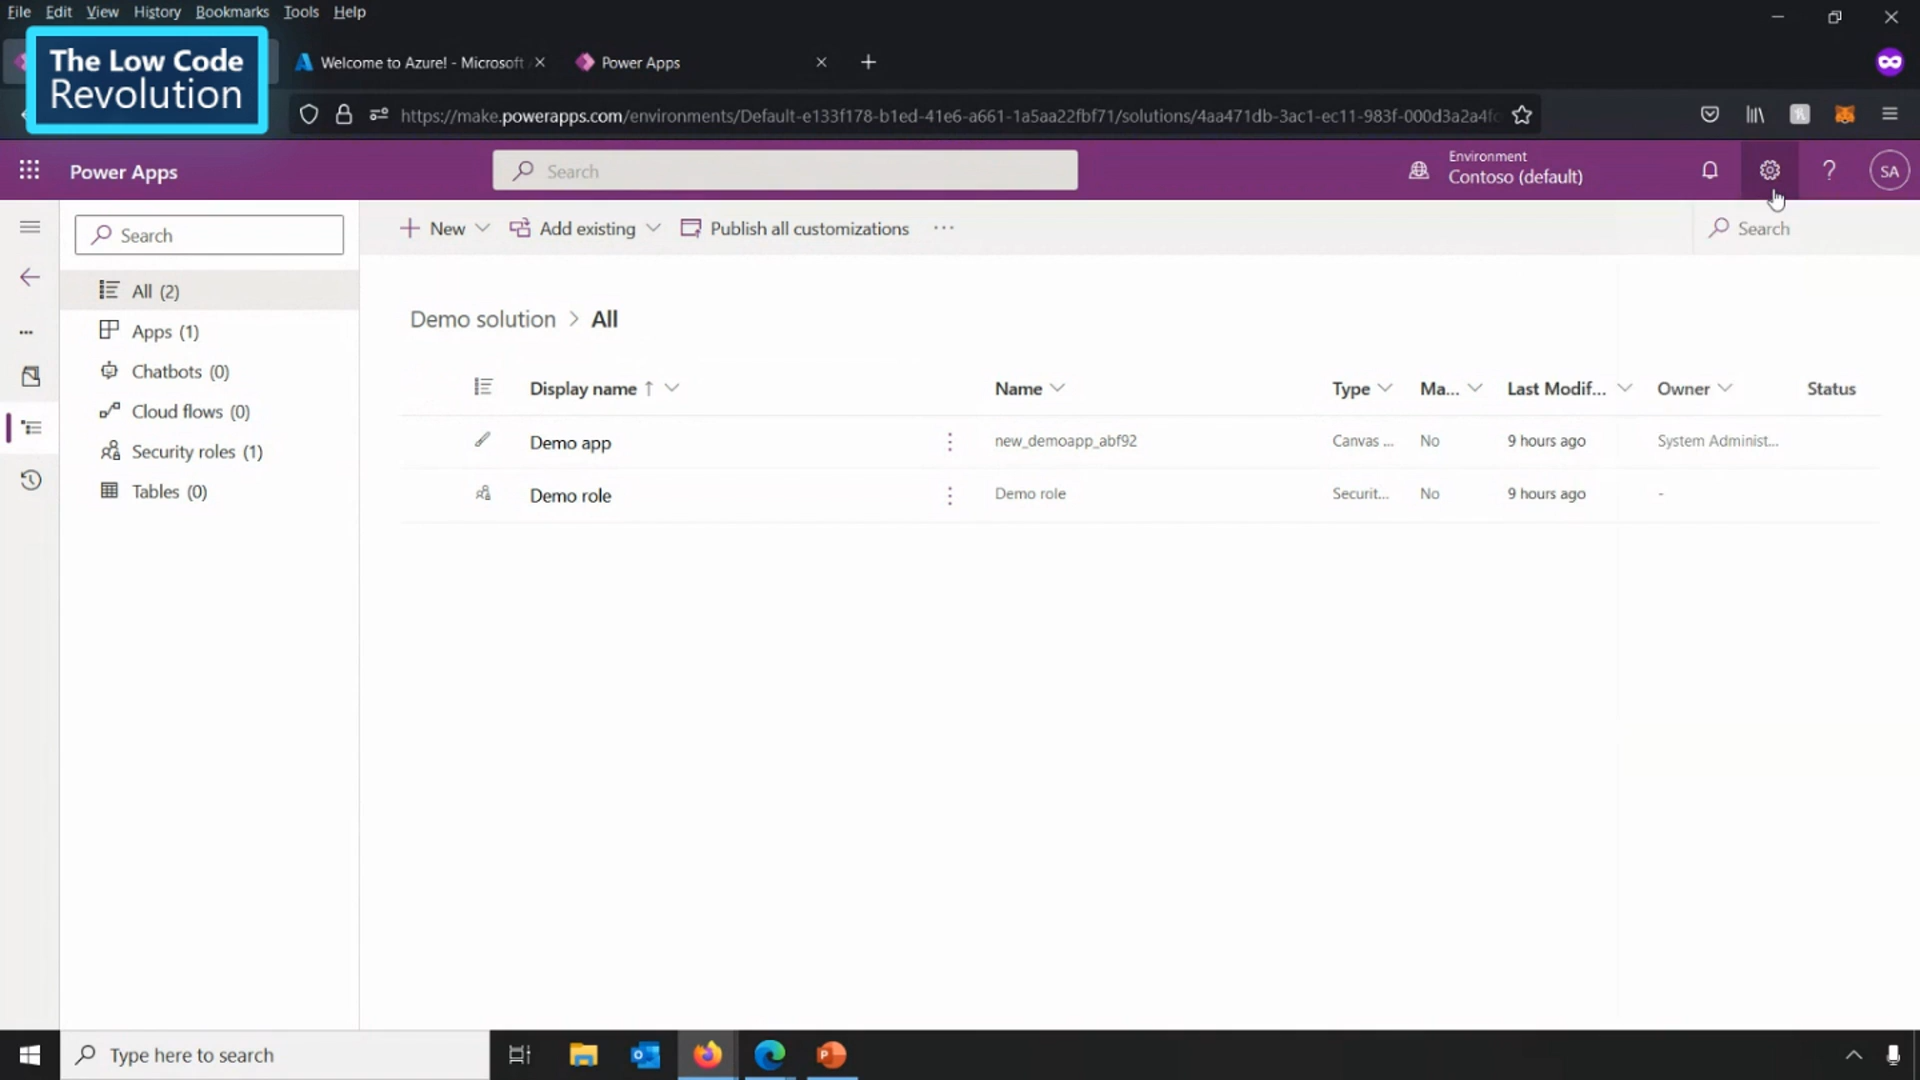 File Edit View History Bookmarks Tools Help
The Low Code
Revolution
Welcome to Azure! - Microsoft
Power Apps
https://make.powerapps.com/environments/Default-e133f178-b1ed-41e6-a661-1a5aa22fbf71/solutions/4aa471db-3ac1-ec11-983f-000d3a2a4f
Power Apps
Search
Environment
Contoso (default)
?
SA
Search
New
Add existing
Publish all customizations
...
Search
All (2)
Apps (1)
Chatbots (0)
Cloud flows (0)
Security roles (1)
Tables (0)
Demo solution > All
Display name ↑ Name Type Ma... Last Modif... Owner Status
Demo app new_demoapp_abf92 Canvas ... No 9 hours ago System Administ...
Demo role Demo role Securit... No 9 hours ago -
Type here to search